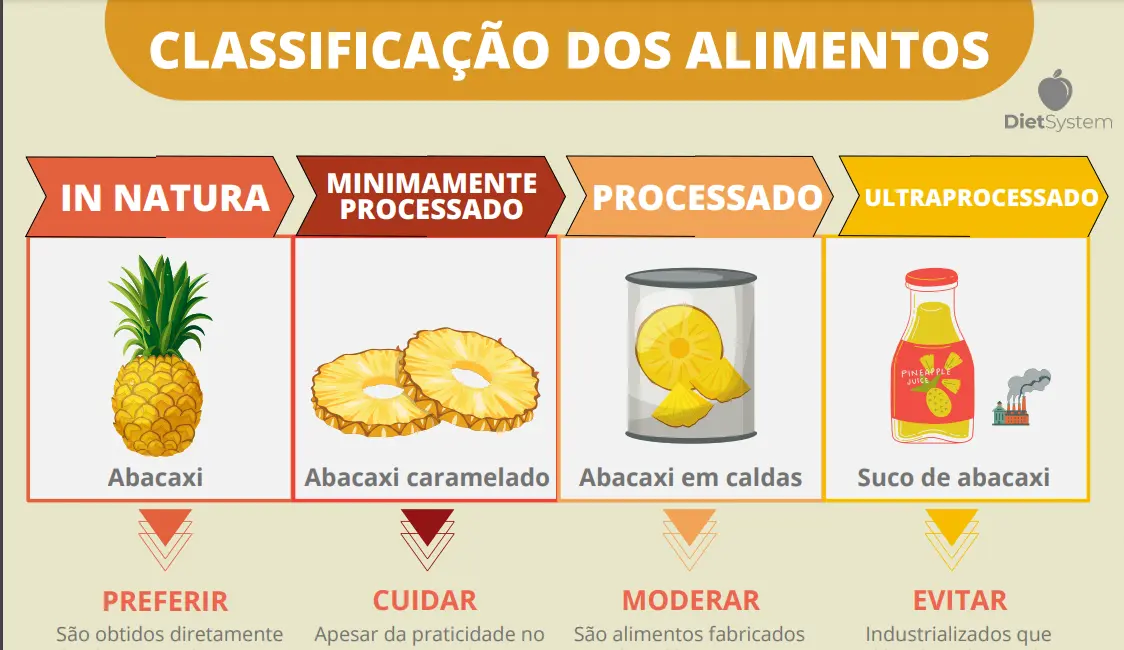 CLASSIFICAÇÃO DOS ALIMENTOS
DietSystem
IN NATURA
MINIMAMENTE
PROCESSADO
PROCESSADO
ULTRAPROCESSADO
PINEAPPLE
JUICE
Abacaxi
Abacaxi caramelado
Abacaxi em caldas
Suco de abacaxi
PREFERIR
CUIDAR
MODERAR
EVITAR
São obtidos diretamente
Apesar da praticidade no
São alimentos fabricados
Industrializados que